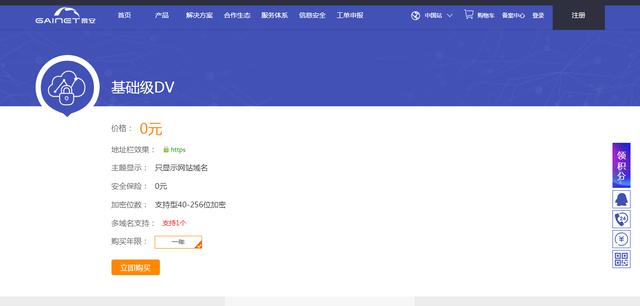 GAINET 景安 首页 产品 解决方案 合作生态 服务体系 信息安全 工单申报 中国站 购物车 备案中心 登录 注册
基础级DV
价格： 0元
地址栏效果： https
主题显示： 只显示网站域名
安全保险： 0元
加密位数： 支持型40-256位加密
多域名支持： 支持1个
购买年限： 一年
立即购买
领
积
分
24